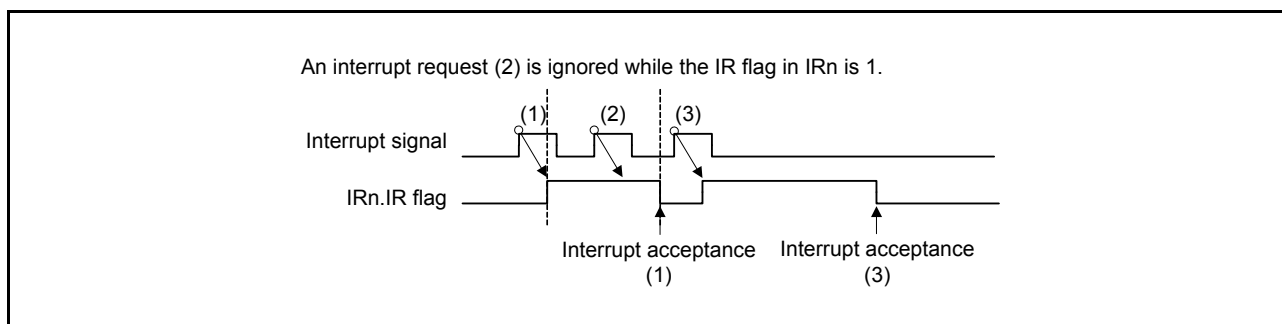 An interrupt request (2) is ignored while the IR flag in IRn is 1.
(1) (2) (3)
Interrupt signal
IRn.IR flag
Interrupt acceptance Interrupt acceptance
(1) (3)